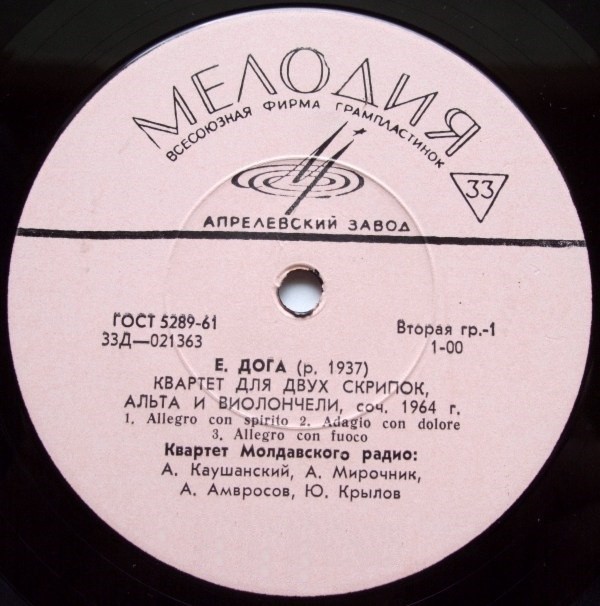 МЕЛОДИЯ
ВСЕСОЮЗНАЯ ФИРМА ГРАМПЛАСТИНОК
33
АПРЕЛЕВСКИЙ ЗАВОД
ГОСТ 5289-61
33Д—021363
Вторая гр.-1
1-00
Е. ДОГА (р. 1937)
КВАРТЕТ ДЛЯ ДВУХ СКРИПОК,
АЛЬТА И ВИОЛОНЧЕЛИ, соч. 1964 г.
1. Allegro con spirito 2. Adagio con dolore
3. Allegro con fuoco
Квартет Молдавского радио:
А. Каушанский, А. Мирочник,
А. Амвросов, Ю. Крылов